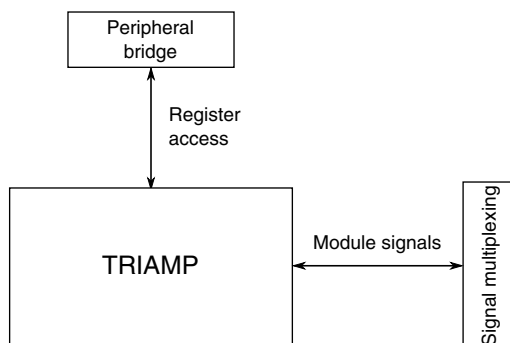 Peripheral
bridge
Register
access
TRIAMP
Module signals
Signal multiplexing